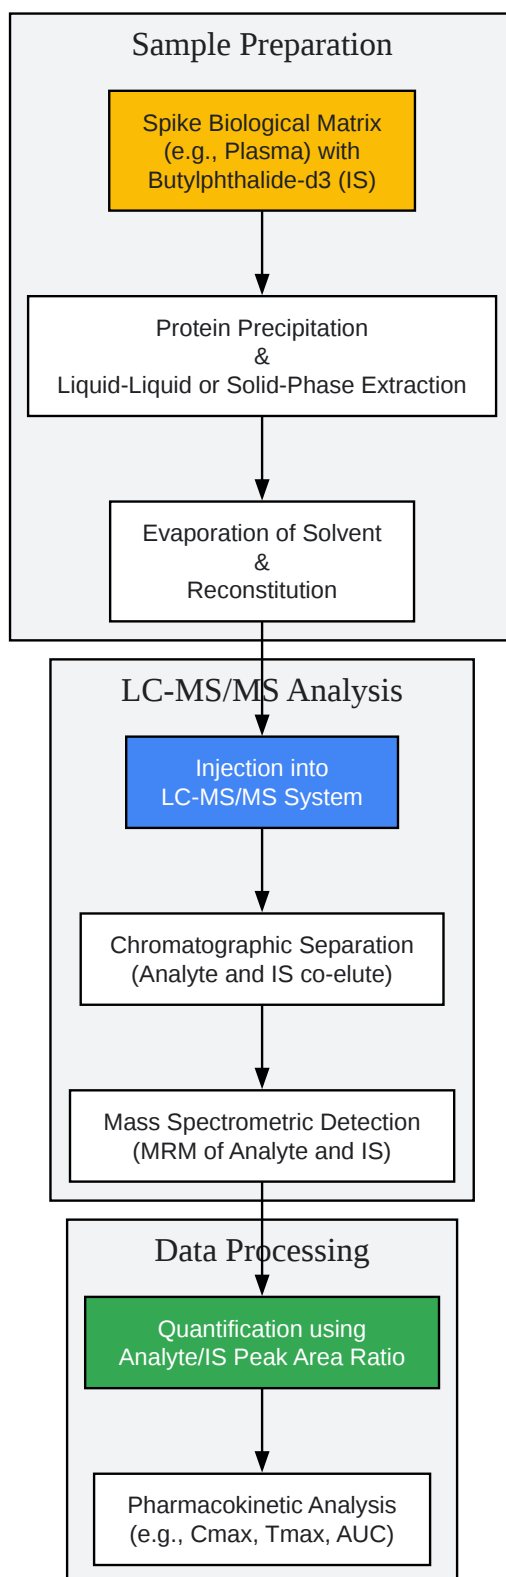 Sample Preparation
Spike Biological Matrix
(e.g., Plasma) with
Butylphthalide-d3 (IS)
Protein Precipitation
&
Liquid-Liquid or Solid-Phase Extraction
Evaporation of Solvent
&
Reconstitution
LC-MS/MS Analysis
Injection into
LC-MS/MS System
Chromatographic Separation
(Analyte and IS co-elute)
Mass Spectrometric Detection
(MRM of Analyte and IS)
Data Processing
Quantification using
Analyte/IS Peak Area Ratio
Pharmacokinetic Analysis
(e.g., Cmax, Tmax, AUC)